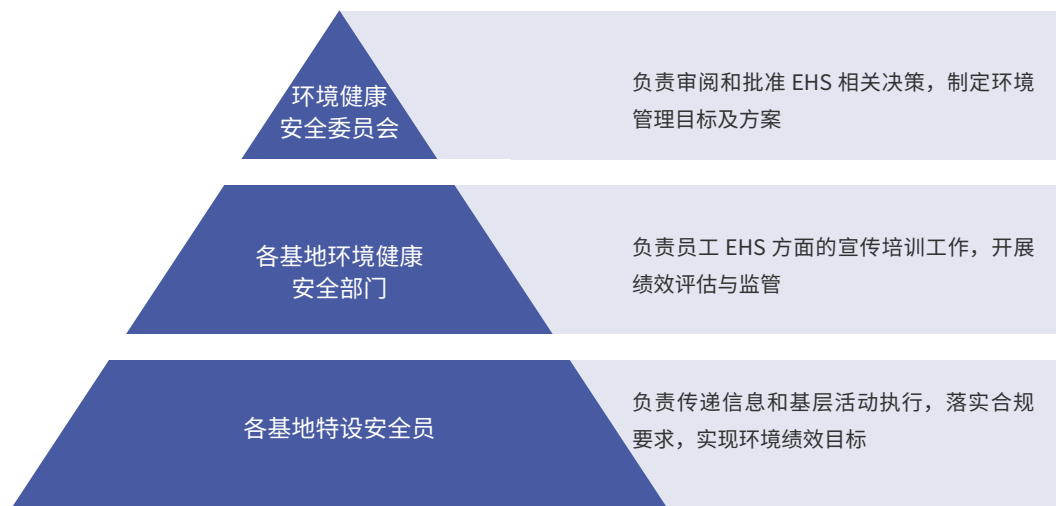 环境健康
安全委员会
负责审阅和批准 EHS 相关决策，制定环境
管理目标及方案
各基地环境健康
安全部门
负责员工 EHS 方面的宣传培训工作，开展
绩效评估与监管
各基地特设安全员
负责传递信息和基层活动执行，落实合规
要求，实现环境绩效目标